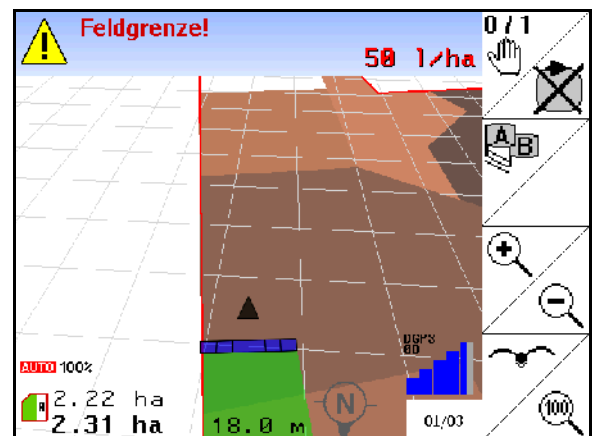 Feldgrenze!
50 l/ha
0 / 1
A
B
DGPS
AUTO 100%
2.22 ha
2.31 ha
18.0 m
N
01/03
100